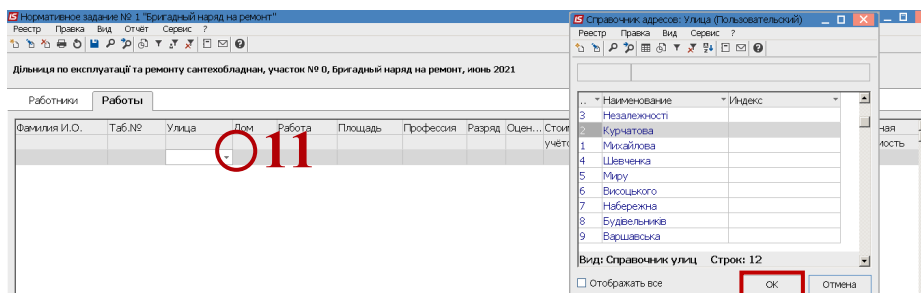 Нормативное задание № 1 "Бригадный наряд на ремонт"
Реестр Правка Вид Отчёт Сервис ?
Дільниця по експлуатації та ремонту сантехобладнан, участок № 0, Бригадный наряд на ремонт, июнь 2021
Работники Работы
Фамилия И.О. Таб.№ Улица Дом Работа Площадь Профессия Разряд Оцен...
11
Справочник адресов: Улица (Пользовательский)
Реестр Правка Вид Сервис ?
.. Наименование Индекс
3 Незалежності
2 Курчатова
1 Михайлова
4 Шевченка
5 Миру
6 Висоцького
7 Набережна
8 Будівельників
9 Варшавська
Вид: Справочник улиц Строк: 12
Отображать все ОК Отмена